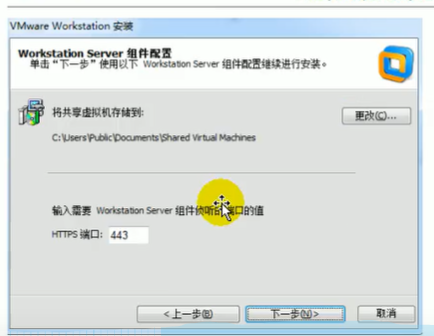 VMware Workstation 安装
Workstation Server 组件配置
单击“下一步”使用以下 Workstation Server 组件配置继续进行安装。
将共享虚拟机存储到:
更改(C)...
C:\Users\Public\Documents\Shared Virtual Machines
输入需要 Workstation Server 组件侦听的端口的值
HTTPS 端口: 443
<上一步(B) 下一步(N)> 取消